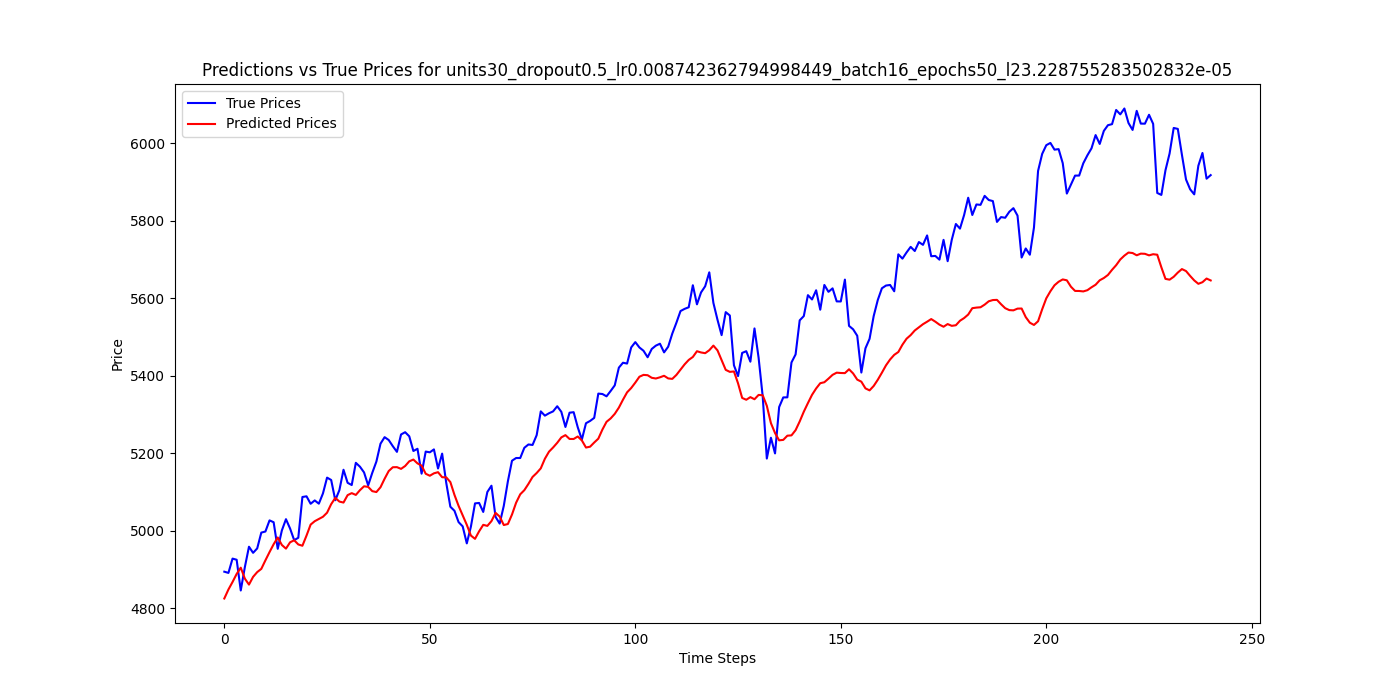 Predictions vs True Prices for units30_dropout0.5_lr0.008742362794998449_batch16_epochs50_l23.228755283502832e-05
True Prices
Predicted Prices
6000
5800
5600
5400
5200
5000
4800
Price
0 50 100 150 200 250
Time Steps